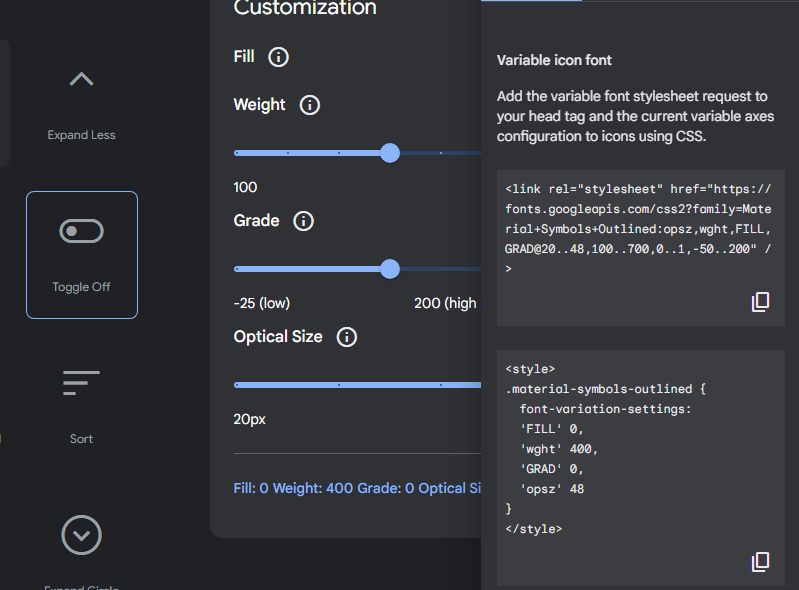 Customization
Fill
Weight
100
Grade
-25 (low)
200 (high
Optical Size
20px
Fill: 0 Weight: 400 Grade: 0 Optical Si
Expand Less
Toggle Off
Sort
Expand Circle
Variable icon font
Add the variable font stylesheet request to
your head tag and the current variable axes
configuration to icons using CSS.
<link rel="stylesheet" href="https://
fonts.googleapis.com/css2?family=Mate
rial+Symbols+Outlined:opsz,wght,FILL,
GRAD@20..48,100..700,0..1,-50..200" /
>
<style>
.material-symbols-outlined {
  font-variation-settings:
  'FILL' 0,
  'wght' 400,
  'GRAD' 0,
  'opsz' 48
}
</style>